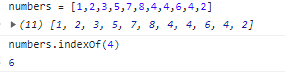 numbers = [1,2,3,5,7,8,4,4,6,4,2]
▸ (11) [1, 2, 3, 5, 7, 8, 4, 4, 6, 4, 2]
numbers.indexOf(4)
6